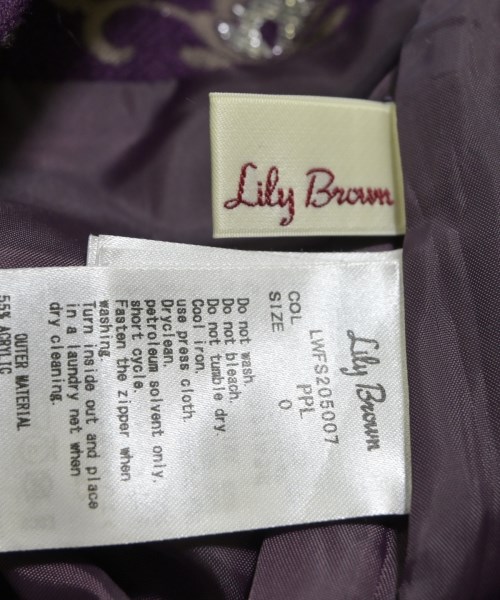 Lily Brown
Lily Brown
LWFS205007
COL PPL
SIZE 0
Do not wash.
Do not bleach.
Do not tumble dry.
Cool iron.
use press cloth.
Dryclean.
petroleum solvent only.
short cycle.
Fasten the zipper when
washing.
Turn inside out and place
in a laundry net when
dry cleaning.
OUTER MATERIAL
55% ACRYLIC